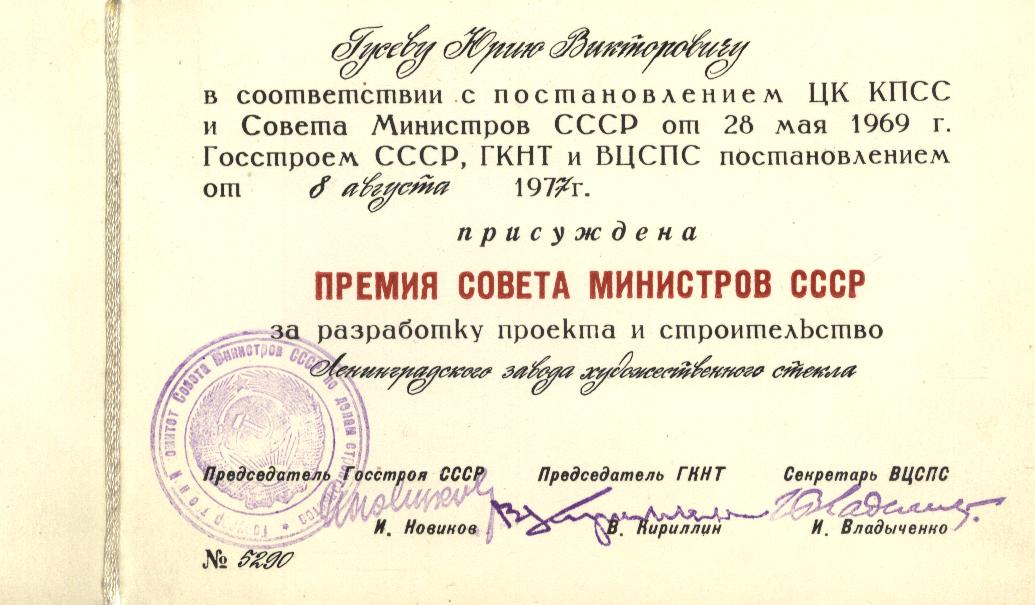 Гусеву Юрию Викторовичу
в соответствии с постановлением ЦК КПСС
и Совета Министров СССР от 28 мая 1969 г.
Госстроем СССР, ГКНТ и ВЦСПС постановлением
от 8 августа 1977г.
присуждена
ПРЕМИЯ СОВЕТА МИНИСТРОВ СССР
за разработку проекта и строительство
Ленинградского завода художественного стекла
Председатель Госстроя СССР Председатель ГКНТ Секретарь ВЦСПС
И. Новиков В. Кириллин И. Владыченко
№ 5290